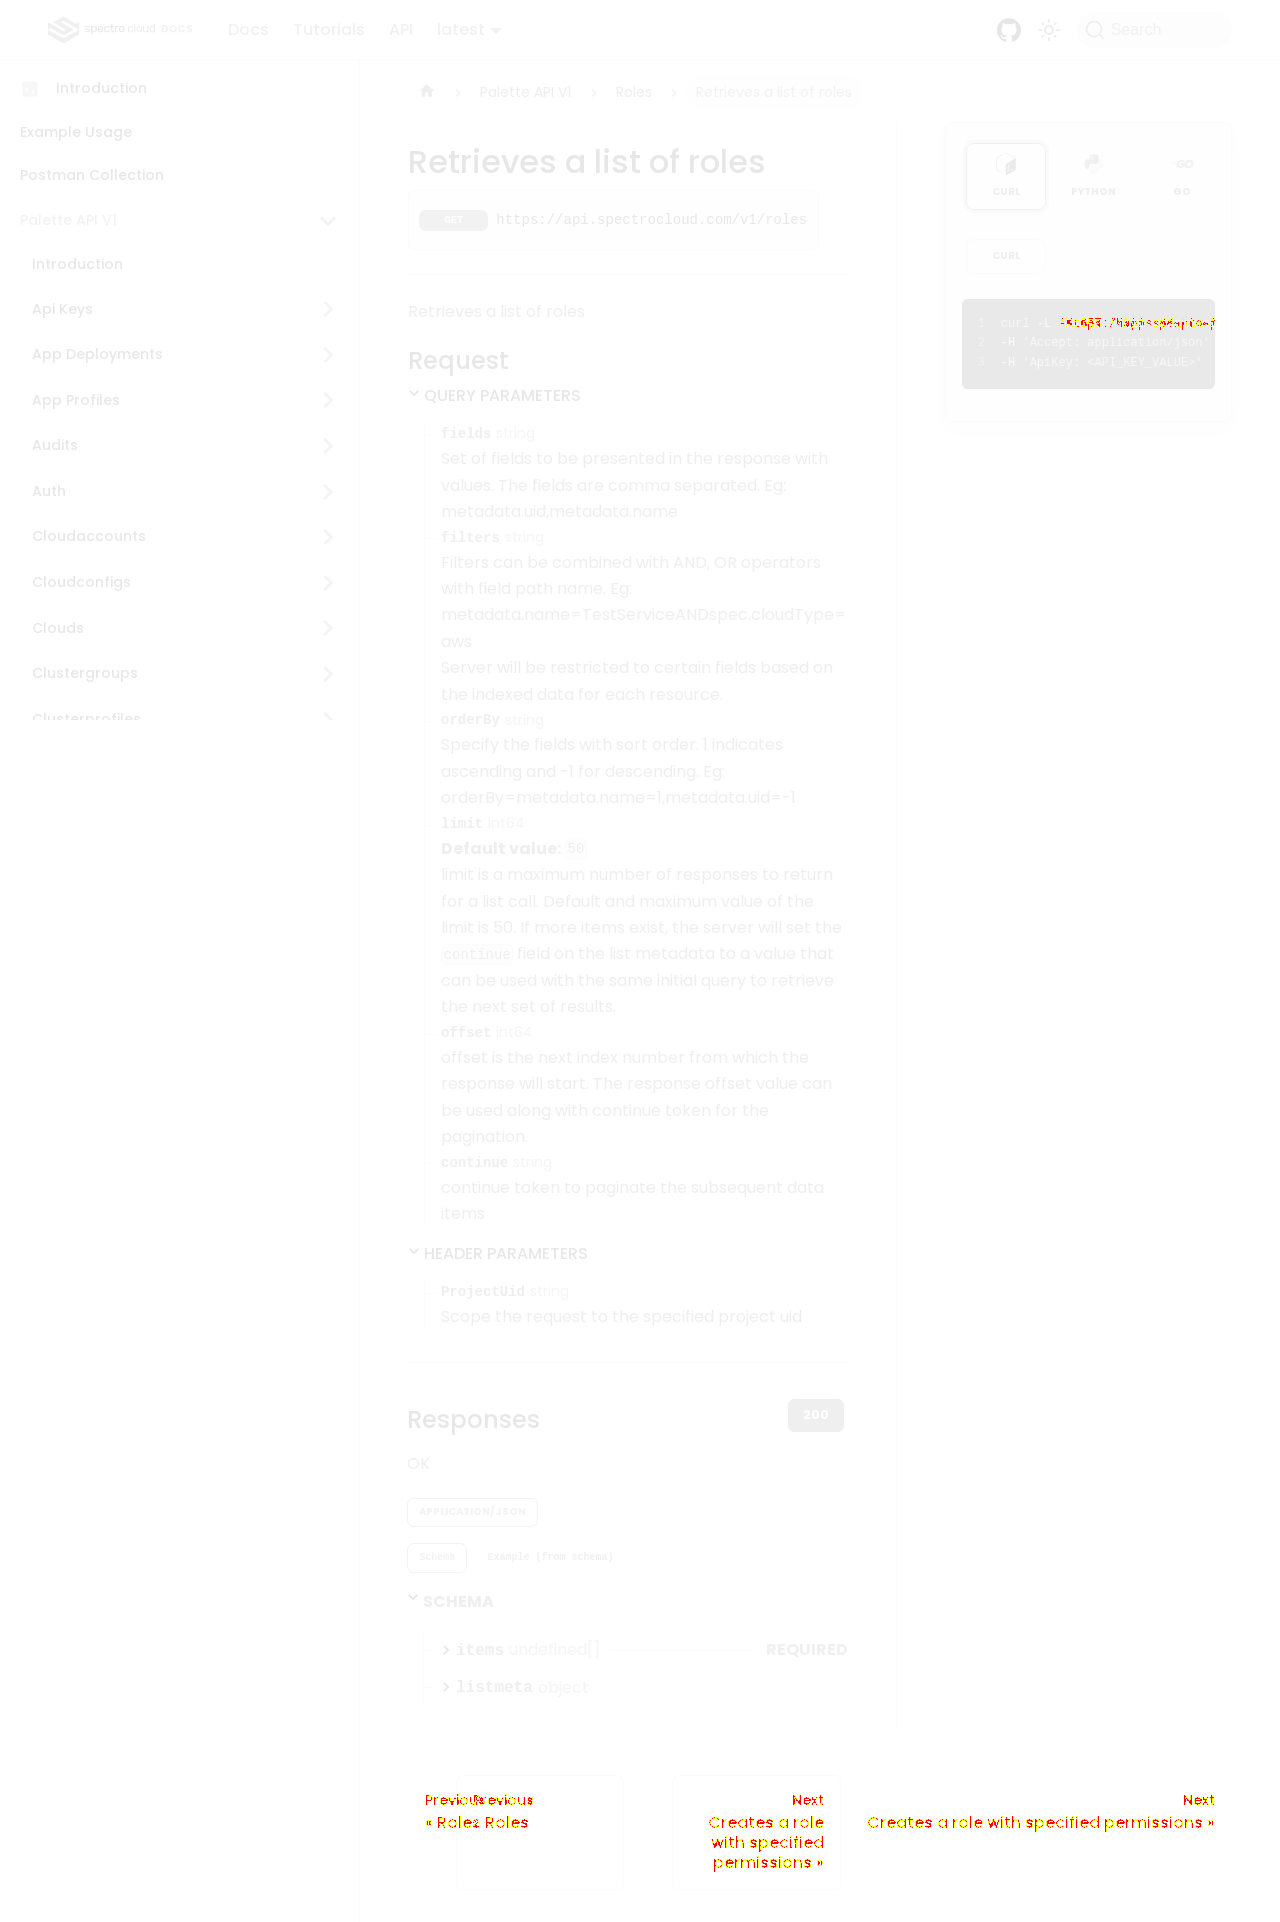 spectro cloud DOCS Docs Tutorials API latest Search
Introduction
Example Usage
Postman Collection
Palette API V1
Introduction
Api Keys
App Deployments
App Profiles
Audits
Auth
Cloudaccounts
Cloudconfigs
Clouds
Clustergroups
Clusterprofiles
Palette API V1 Roles Retrieves a list of roles
Retrieves a list of roles
GET https://api.spectrocloud.com/v1/roles
Retrieves a list of roles
Request
QUERY PARAMETERS
fields string
Set of fields to be presented in the response with
values. The fields are comma separated. Eg:
metadata.uid,metadata.name
filters string
Filters can be combined with AND, OR operators
with field path name. Eg:
metadata.name=TestServiceANDspec.cloudType=
aws
Server will be restricted to certain fields based on
the indexed data for each resource.
orderBy string
Specify the fields with sort order. 1 indicates
ascending and -1 for descending. Eg:
orderBy=metadata.name=1,metadata.uid=-1
limit int64
Default value: 50
limit is a maximum number of responses to return
for a list call. Default and maximum value of the
limit is 50. If more items exist, the server will set the
continue field on the list metadata to a value that
can be used with the same initial query to retrieve
the next set of results.
offset int64
offset is the next index number from which the
response will start. The response offset value can
be used along with continue token for the
pagination.
continue string
continue token to paginate the subsequent data
items
HEADER PARAMETERS
ProjectUid string
Scope the request to the specified project uid
Responses 200
OK
APPLICATION/JSON
Schema Example (from schema)
SCHEMA
items undefined[] REQUIRED
listmeta object
CURL PYTHON GO
CURL
1 curl -L
2 -H 'Accept: application/json'
3 -H 'ApiKey: <API_KEY_VALUE>'
Previous Previous Next Next
« Roles Roles Creates a role Creates a role with specified permissions »
with specified
permissions »